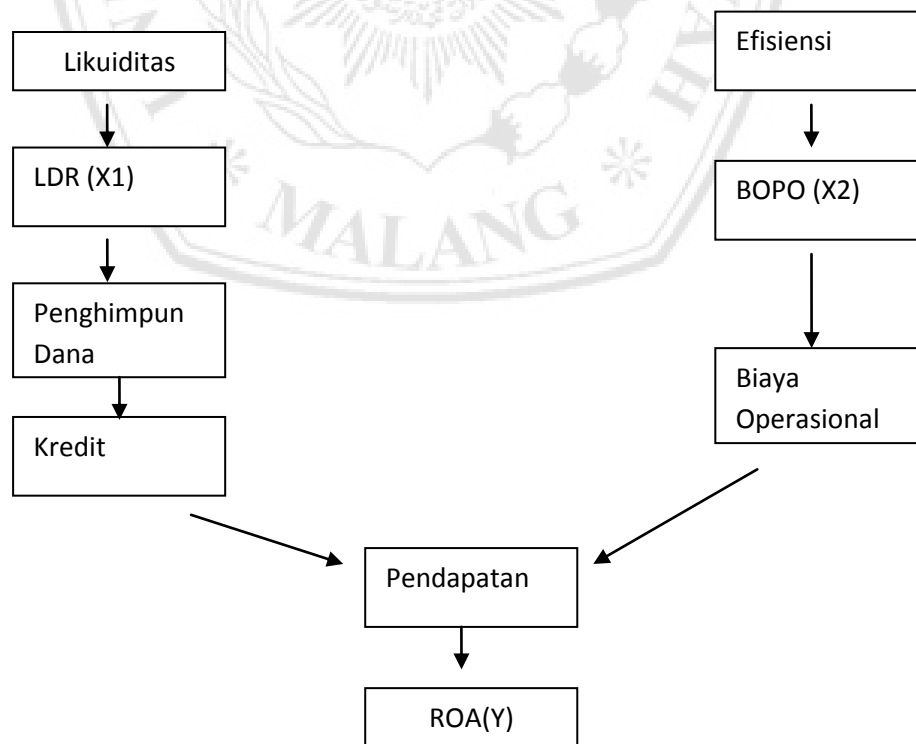 Likuiditas
Efisiensi
LDR (X1)
BOPO (X2)
MALANG
Penghimpun
Dana
Biaya
Operasional
Kredit
Pendapatan
ROA(Y)